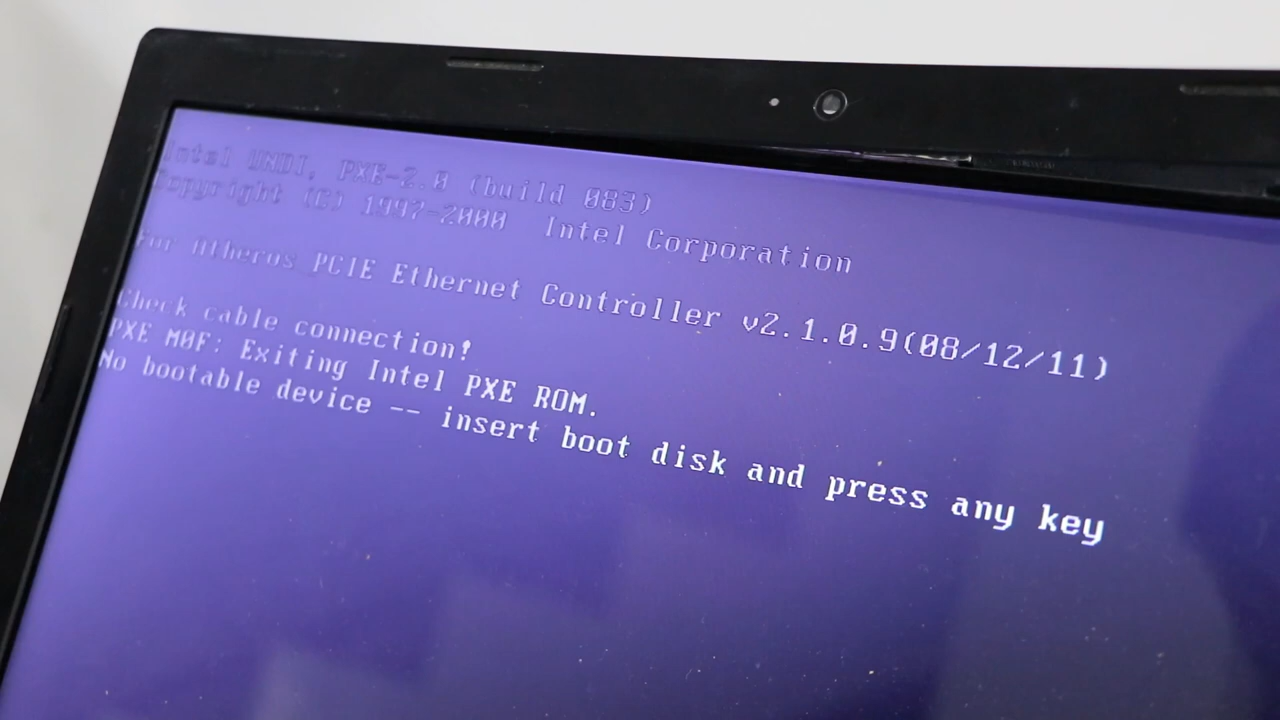 Intel UNDI, PXE-2.0 (build 083)
Copyright (C) 1997-2000 Intel Corporation
For Atheros PCIE Ethernet Controller v2.1.0.9(08/12/11)
Check cable connection!
PXE M0F: Exiting Intel PXE ROM.
No bootable device -- insert boot disk and press any key